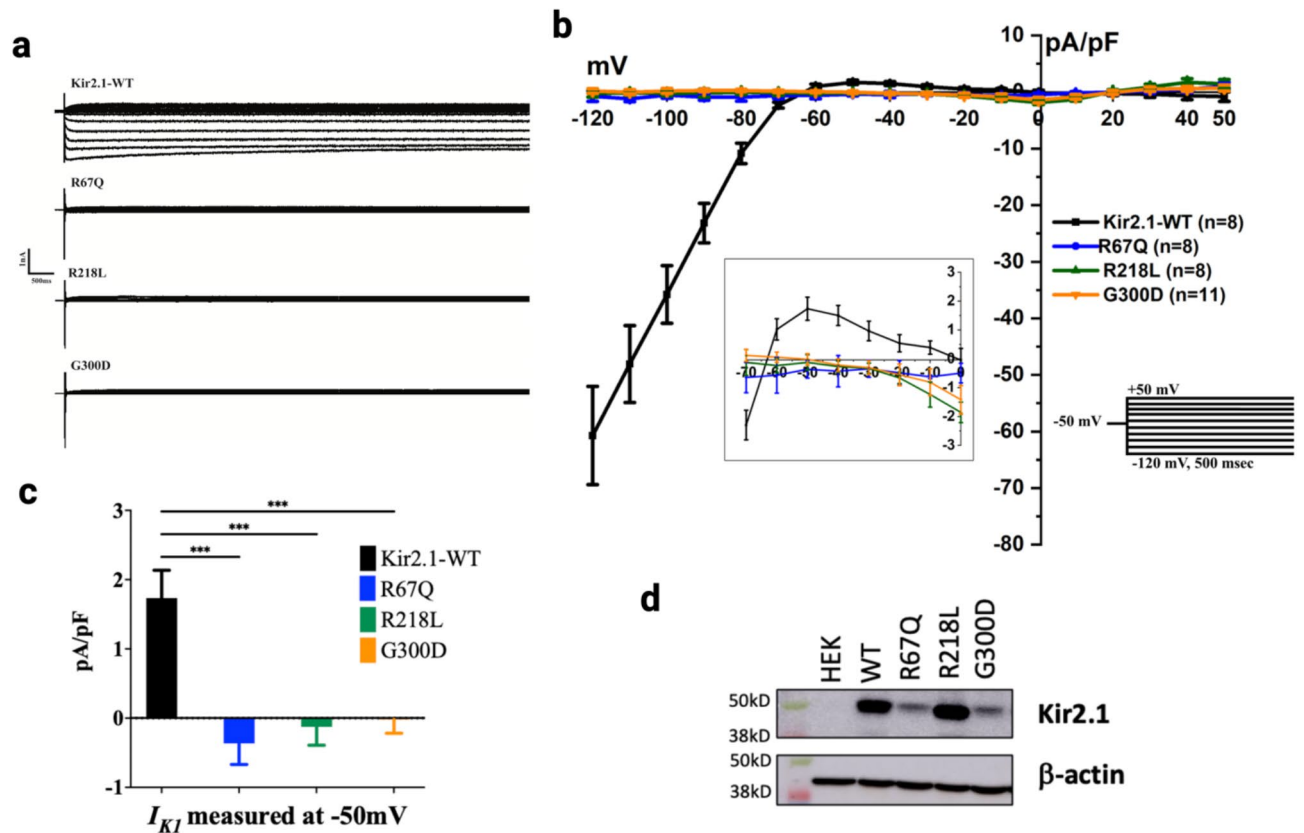 a
Kir2.1-WT
R67Q
1nA
500ms
R218L
G300D
b
mV
10
pA/pF
0
-120 -100 -80 -60 -40 -20 0 20 40 50
-10
-20
-30
-40
-50
-60
-70
-80
Kir2.1-WT (n=8)
R67Q (n=8)
R218L (n=8)
G300D (n=11)
3
2
1
-70 -60 -50 -40 -30 -20 -10 0
-1
-2
-3
+50 mV
-50 mV
-120 mV, 500 msec
c
3
2
1
0
-1
pA/pF
***
***
***
Kir2.1-WT
R67Q
R218L
G300D
IK1 measured at -50mV
d
HEK WT R67Q R218L G300D
50kD
38kD
Kir2.1
50kD
38kD
β-actin